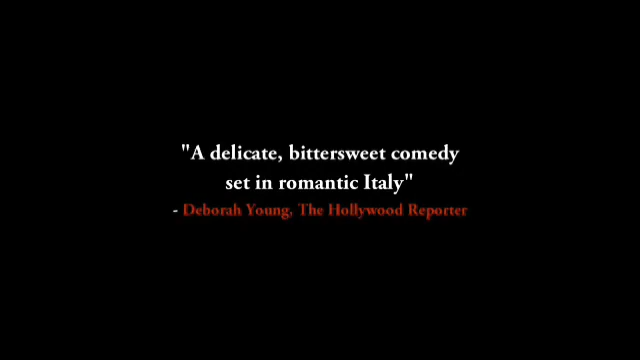 "A delicate, bittersweet comedy
set in romantic Italy"
- Deborah Young, The Hollywood Reporter